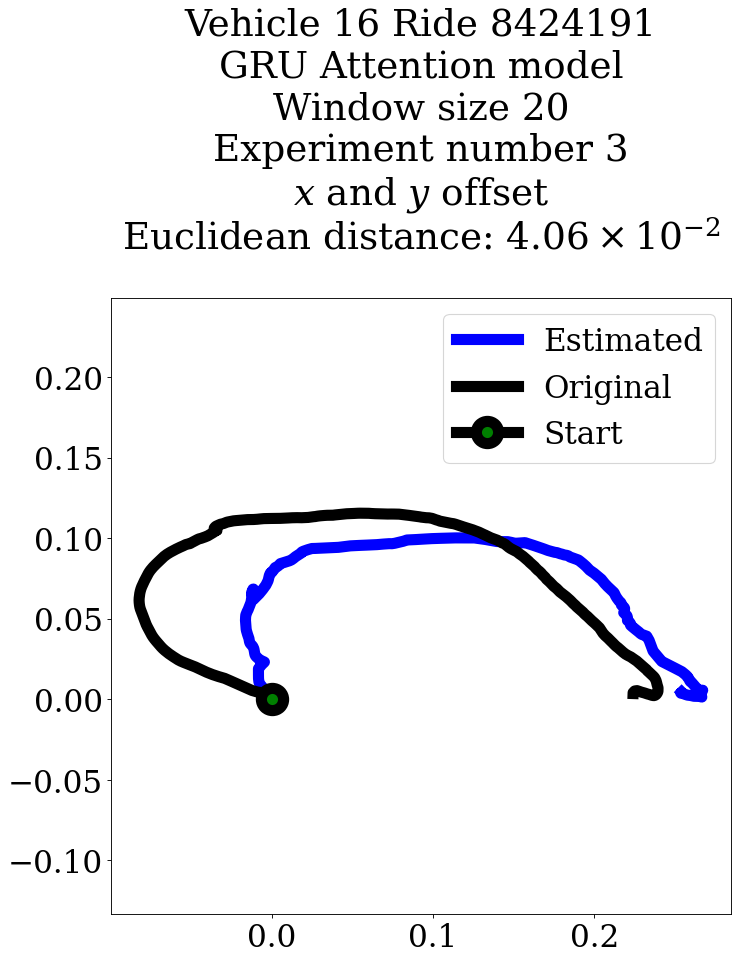 Vehicle 16 Ride 8424191
GRU Attention model
Window size 20
Experiment number 3
x and y offset
Euclidean distance: 4.06 × 10⁻²
Estimated
Original
Start
0.20
0.15
0.10
0.05
0.00
−0.05
−0.10
0.0 0.1 0.2